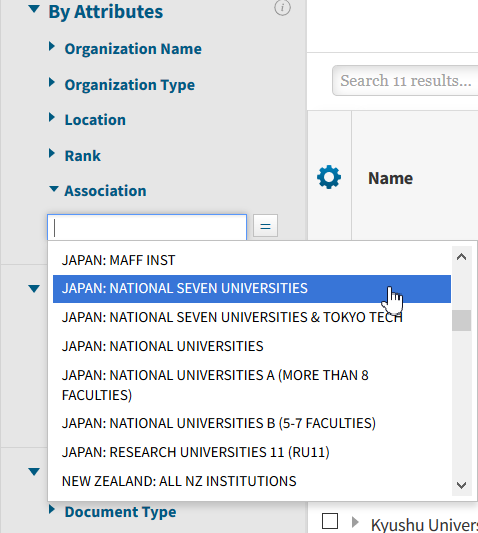 By Attributes
Organization Name
Organization Type
Location
Rank
Association
=
JAPAN: MAFF INST
JAPAN: NATIONAL SEVEN UNIVERSITIES
JAPAN: NATIONAL SEVEN UNIVERSITIES & TOKYO TECH
JAPAN: NATIONAL UNIVERSITIES
JAPAN: NATIONAL UNIVERSITIES A (MORE THAN 8
FACULTIES)
JAPAN: NATIONAL UNIVERSITIES B (5-7 FACULTIES)
JAPAN: RESEARCH UNIVERSITIES 11 (RU11)
NEW ZEALAND: ALL NZ INSTITUTIONS
Document Type
Search 11 results...
Name
Kyushu Univers